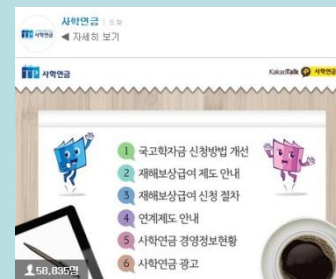 사학연금 | 오늘
◀ 자세히 보기
TP 사학연금
KakaoTalk 사학연금
1 국고학자금 신청방법 개선
2 재해보상급여 제도 안내
3 재해보상급여 신청 절차
4 연계제도 안내
5 사학연금 경영정보현황
6 사학연금 광고
58,835명